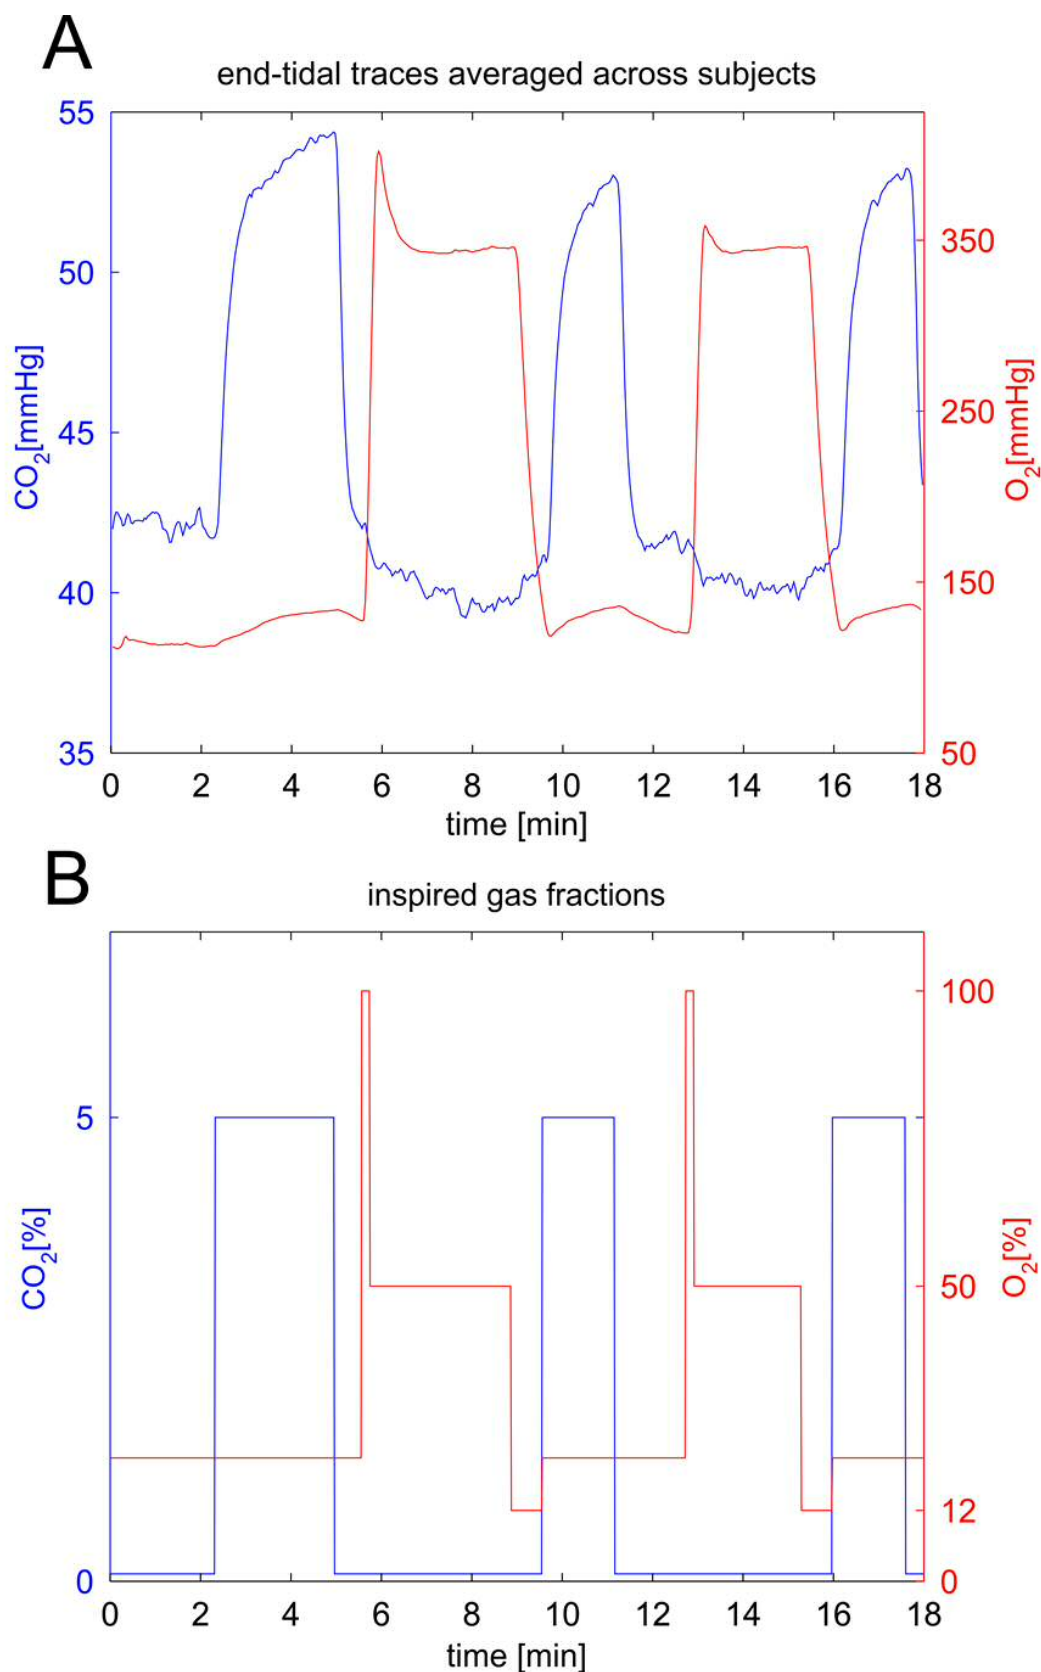 A
end-tidal traces averaged across subjects
55
50
45
40
35
CO₂[mmHg]
350
250
150
50
O₂[mmHg]
0 2 4 6 8 10 12 14 16 18
time [min]
B
inspired gas fractions
5
0
CO₂[%]
100
50
12
0
O₂[%]
0 2 4 6 8 10 12 14 16 18
time [min]